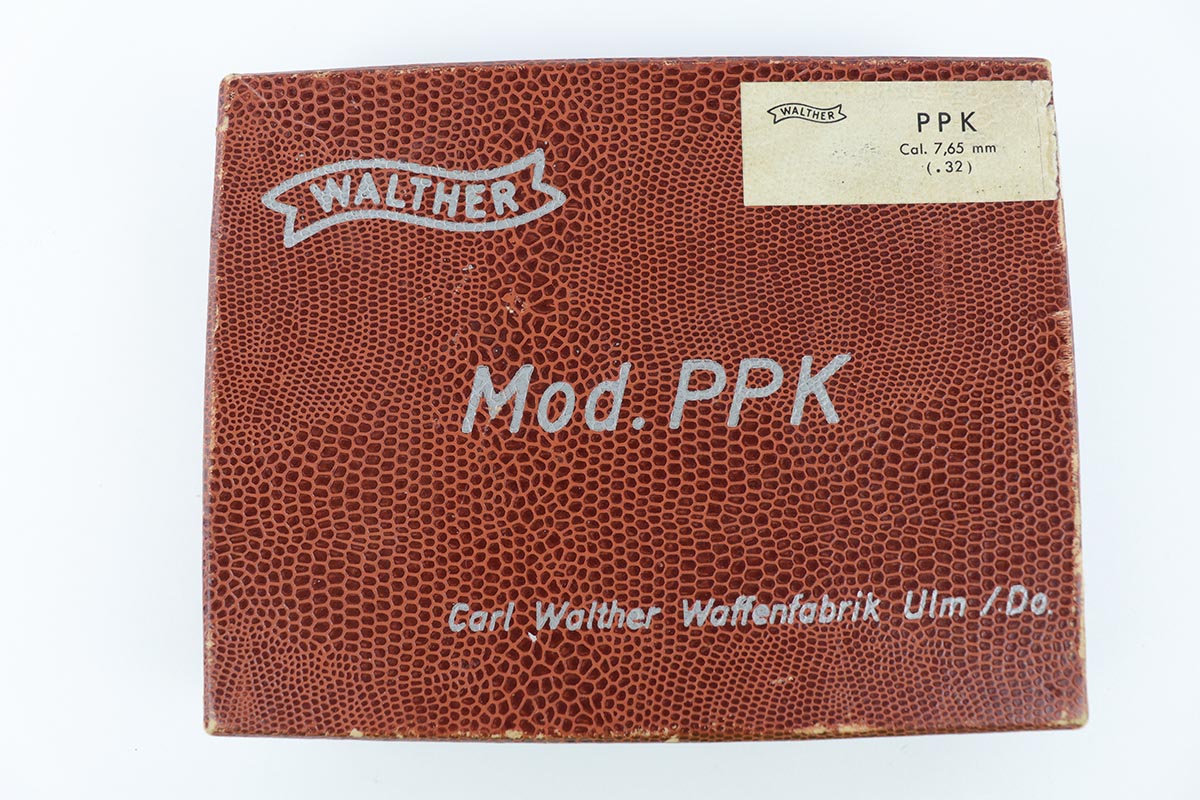 WALTHER
PPK
Cal. 7,65 mm
(.32)
WALTHER
Mod. PPK
Carl Walther Waffenfabrik Ulm /Do.